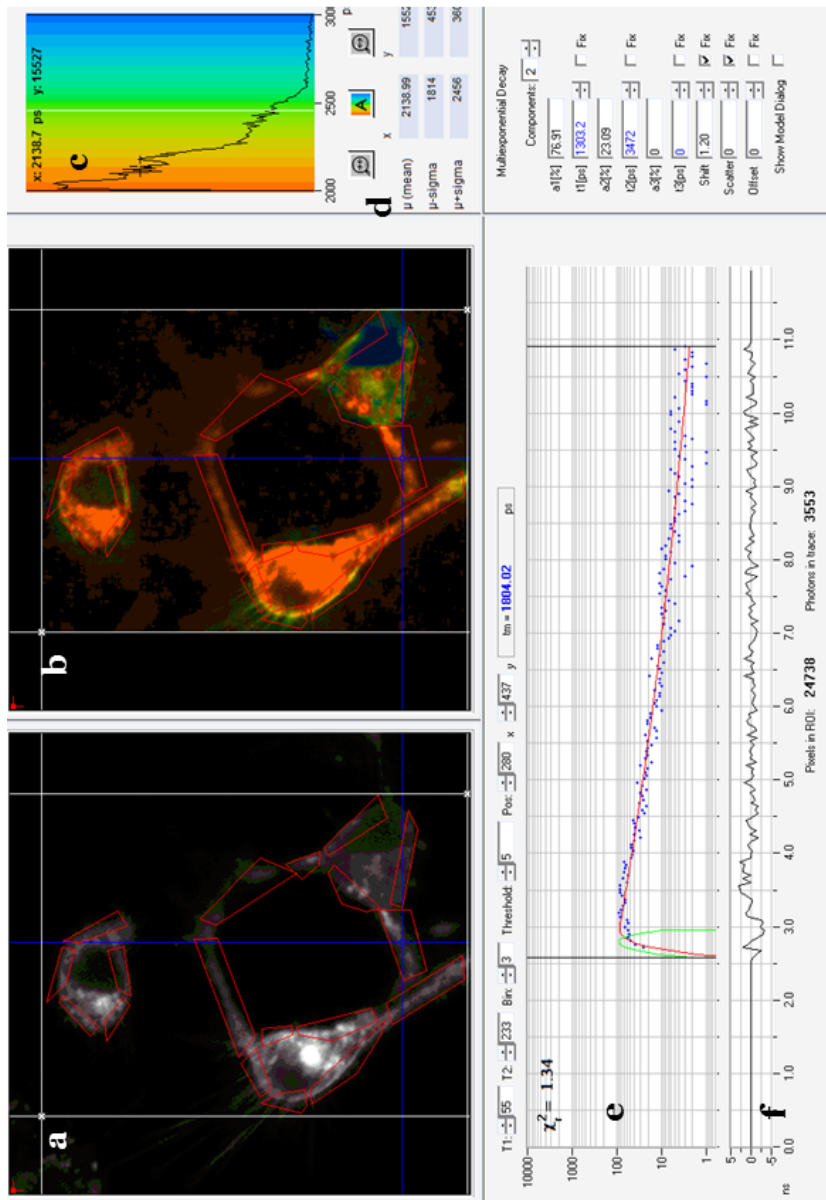 a
b
c
x: 2138.7 ps y: 15527
2000 2500 3000
d
A
x y
μ (mean) 2138.99
μ-sigma 1814
μ+sigma 2456
T1: 55 T2: 233 Bin: 3 Threshold: 5 Pos: 280 x 437 y tm = 1804.02 ps
χr² = 1.34
e
10000
1000
100
10
1
5
0
-5
f
ns 0.0 1.0 2.0 3.0 4.0 5.0 6.0 7.0 8.0 9.0 10.0 11.0
Pixels in ROI: 24738 Photons in trace: 3553
Multiexponential Decay
Components: 2
a1[%] 76.91
t1[ps] 1303.2 Fix
a2[%] 23.09
t2[ps] 3472 Fix
a3[%] 0
t3[ps] 0 Fix
Shift 1.20 Fix
Scatter 0 Fix
Offset 0 Fix
Show Model Dialog